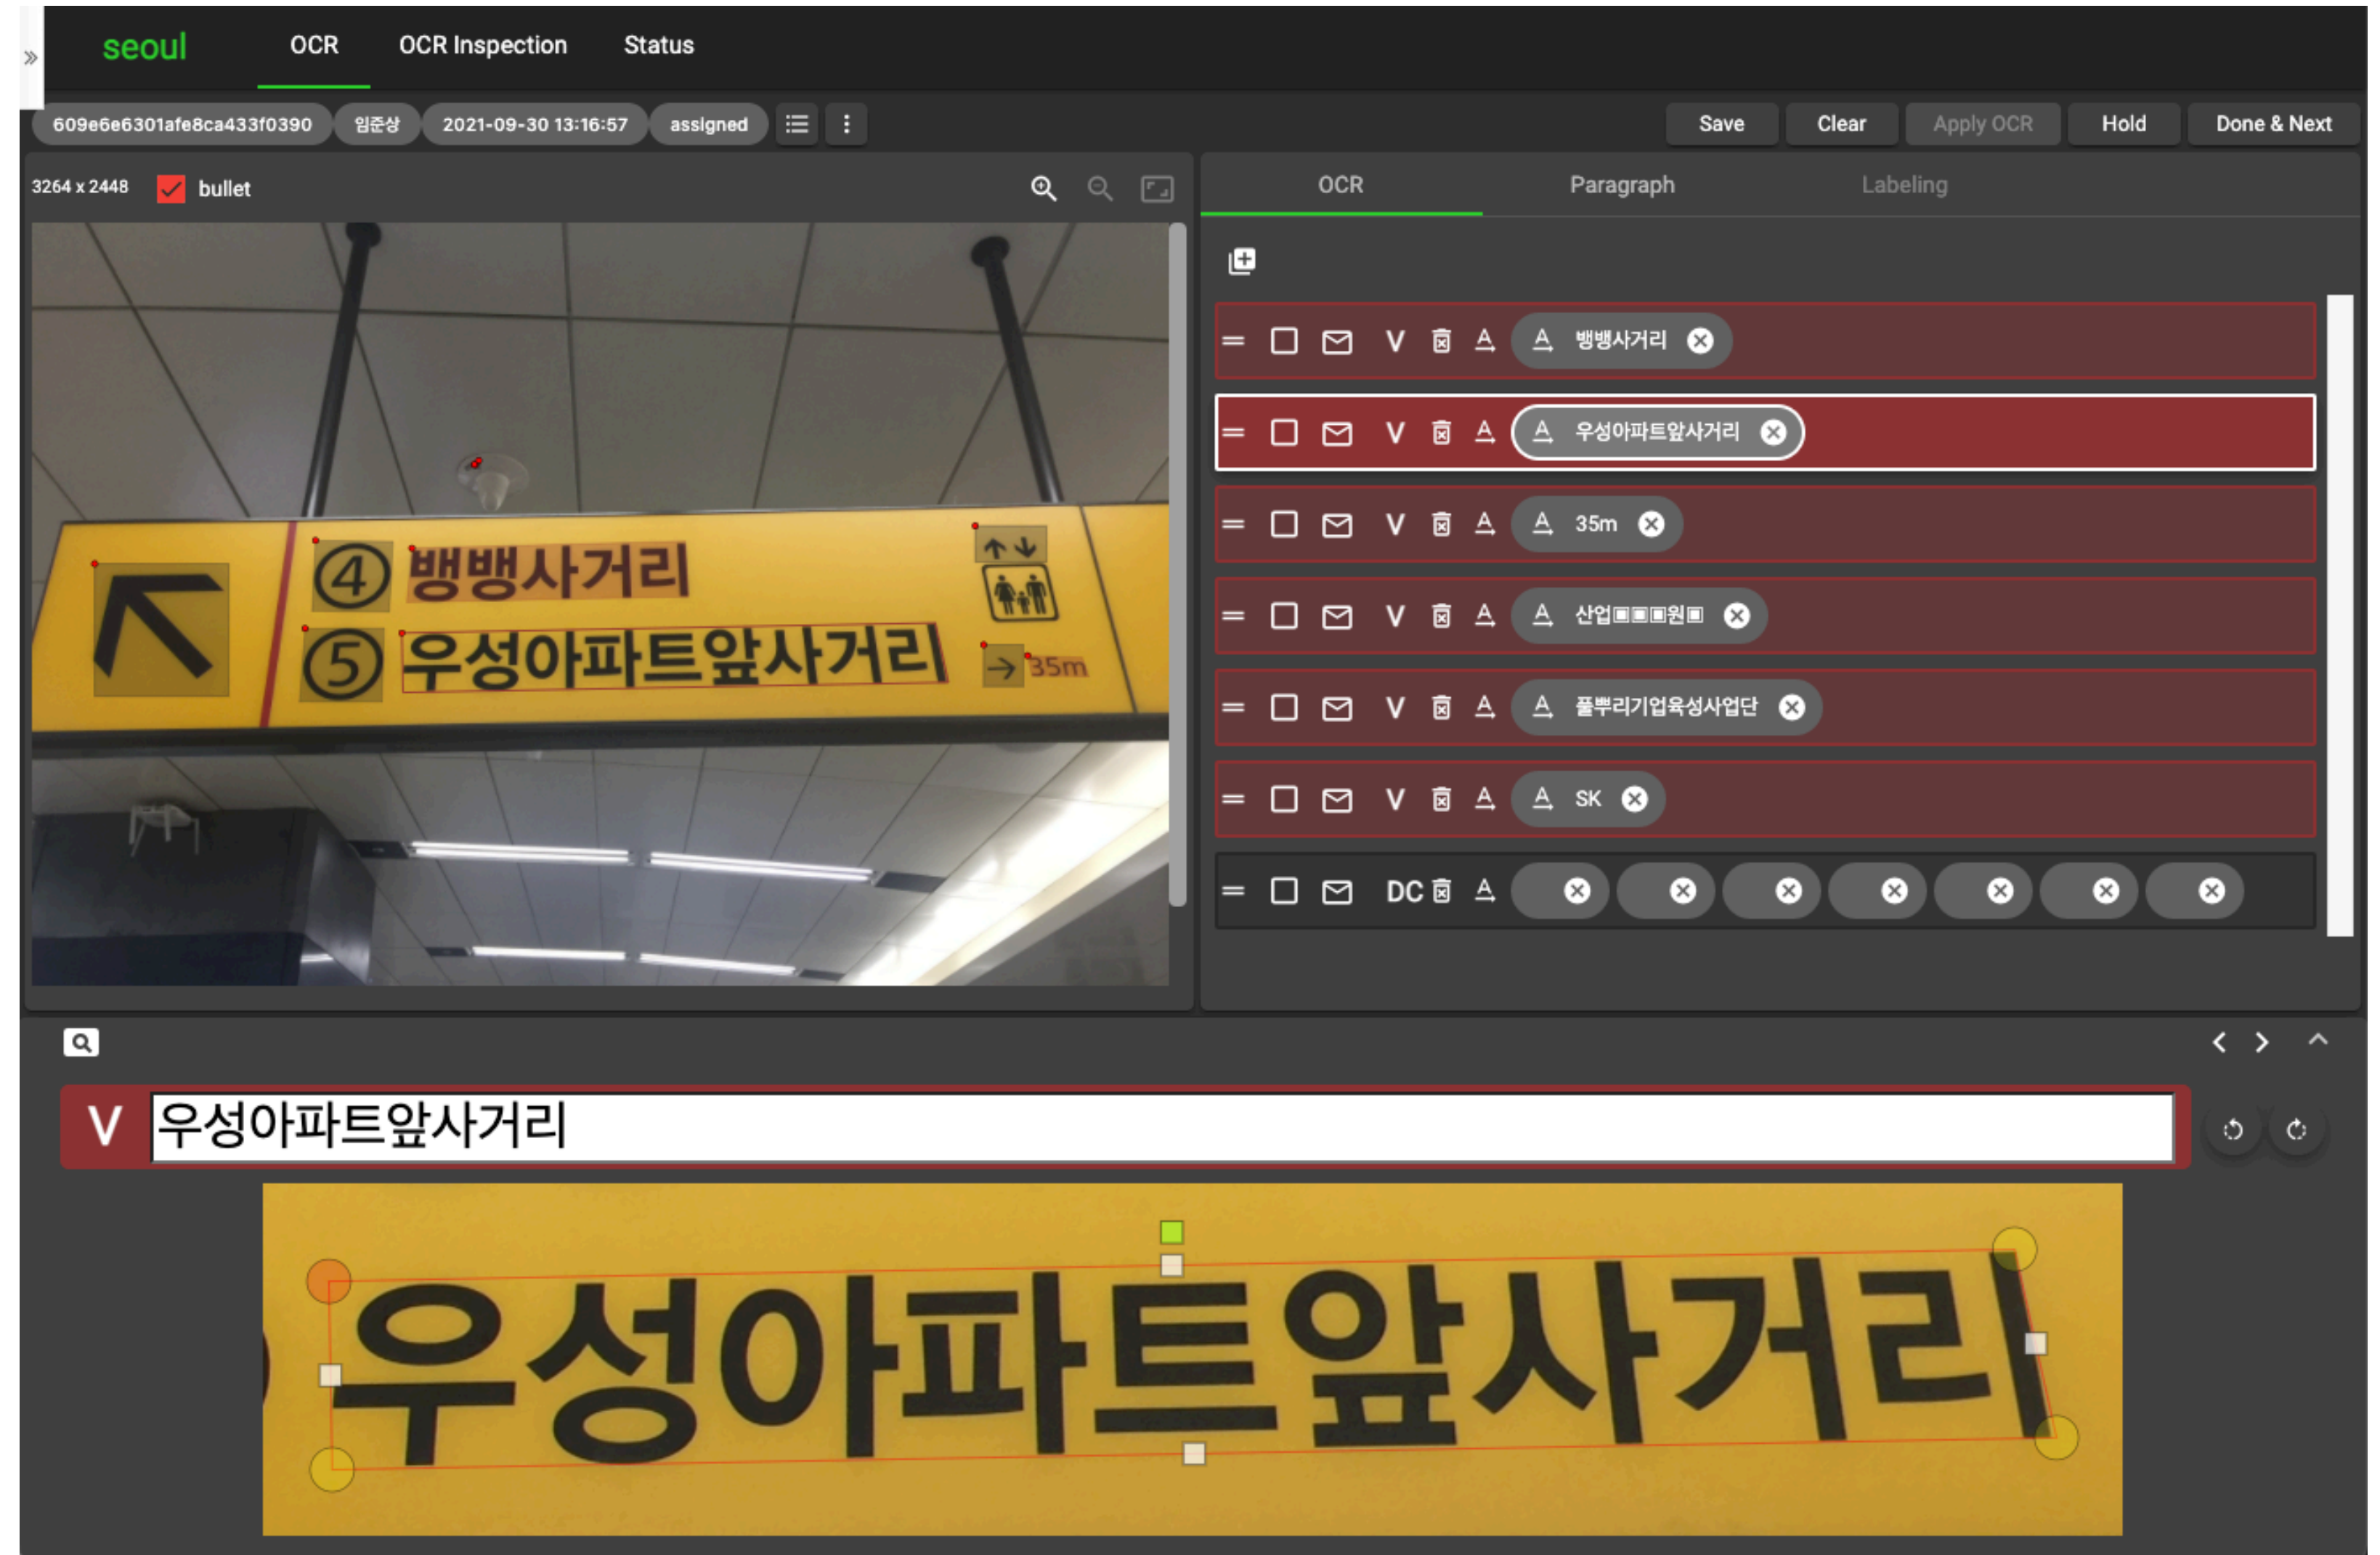 seoul OCR OCR Inspection Status
609e6e6301afe8ca433f0390 임준상 2021-09-30 13:16:57 assigned Save Clear Apply OCR Hold Done & Next
3264 x 2448 bullet
④ 뱅뱅사거리
⑤ 우성아파트앞사거리
35m
OCR Paragraph Labeling
V A A 뱅뱅사거리
V A A 우성아파트앞사거리
V A A 35m
V A A 산업▣▣▣원▣
V A A 풀뿌리기업육성사업단
V A A SK
DC A
V 우성아파트앞사거리
우성아파트앞사거리